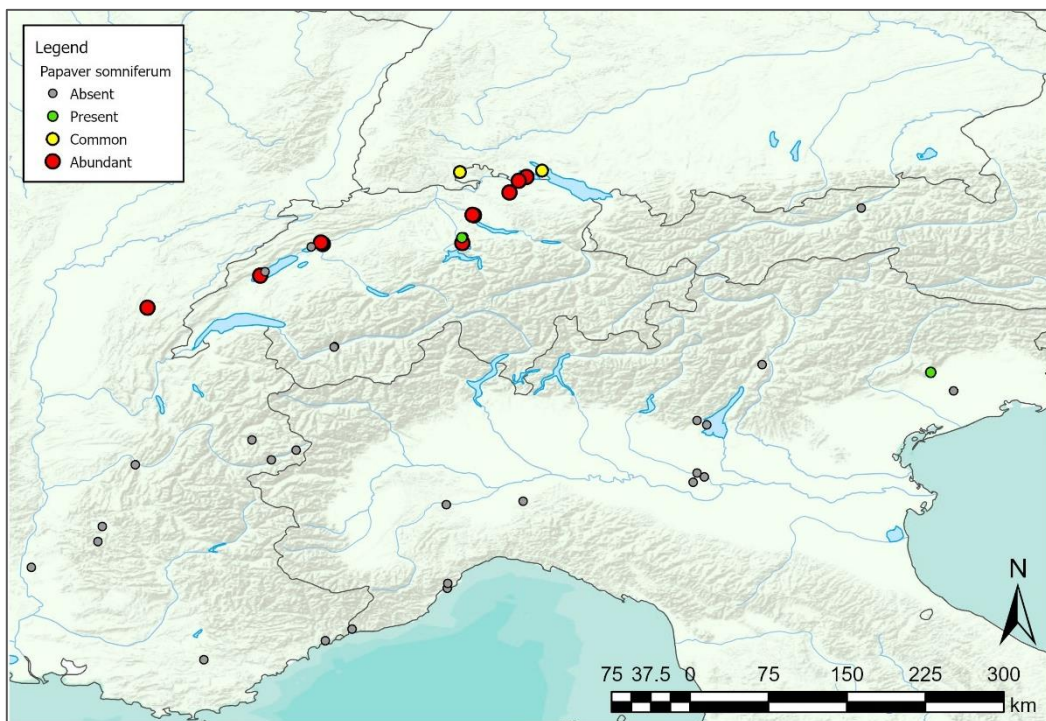 Legend
Papaver somniferum
Absent
Present
Common
Abundant
N
75 37.5 0 75 150 225 300
km